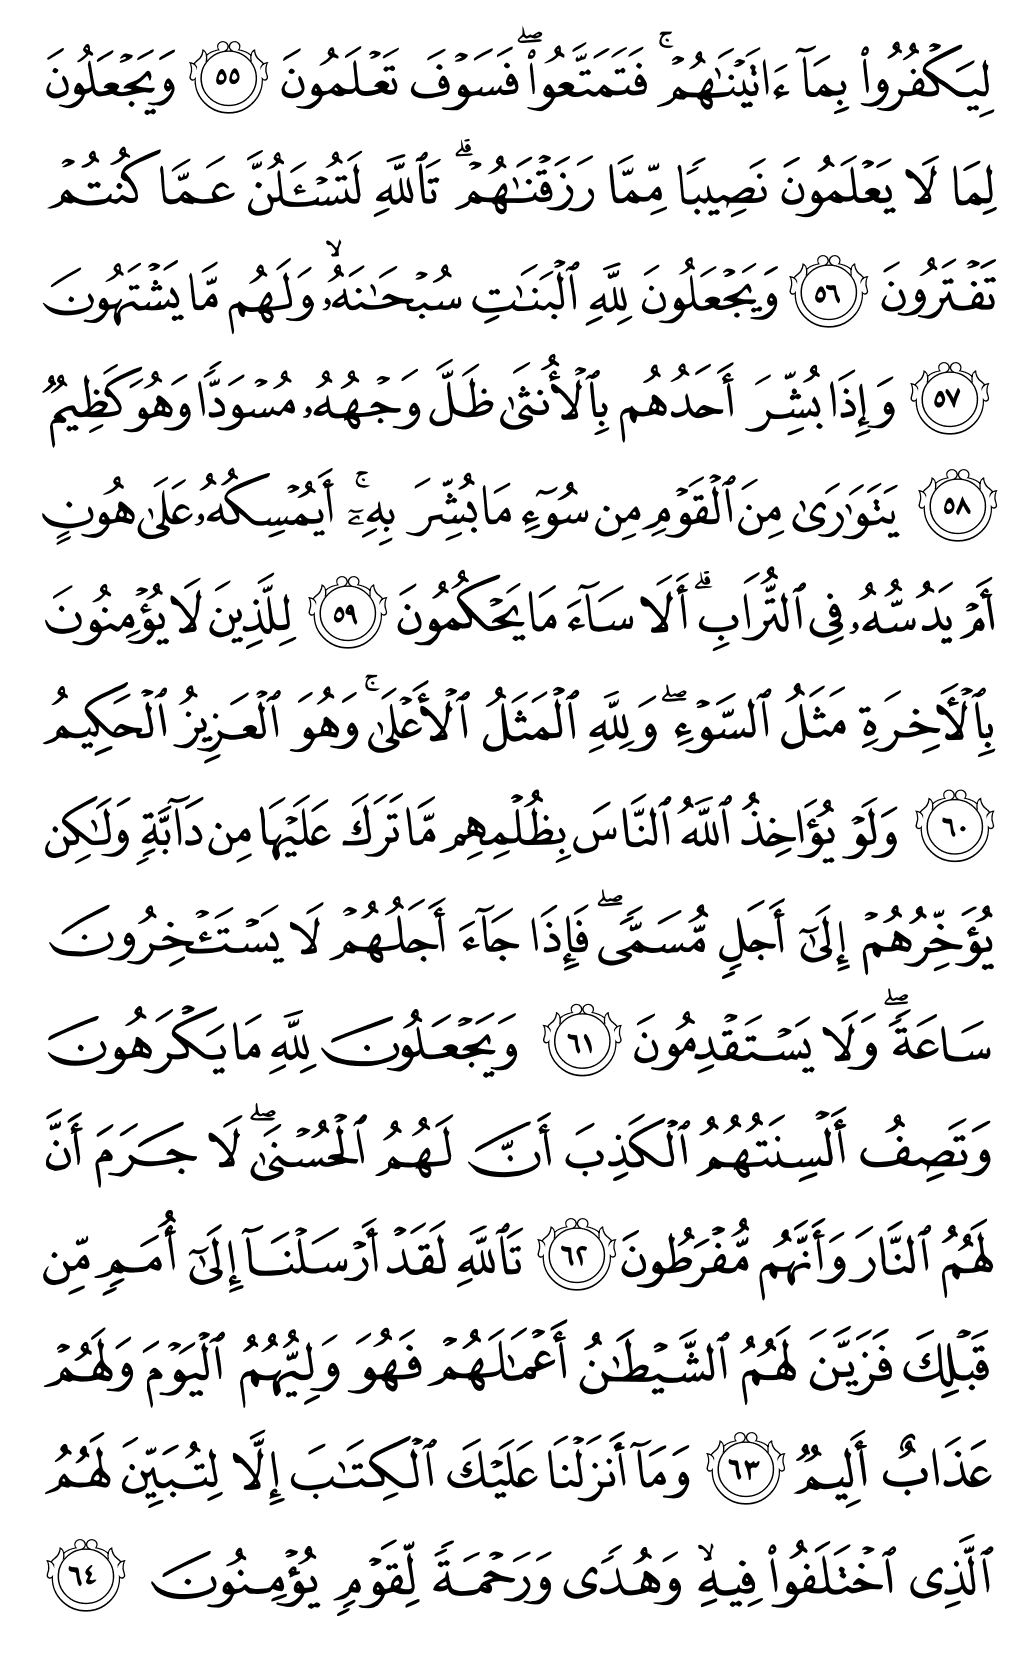 لِيَكْفُرُوا۟ بِمَآ ءَاتَيْنَـٰهُمْ ۚ فَتَمَتَّعُوا۟ ۖ فَسَوْفَ تَعْلَمُونَ ٥٥ وَيَجْعَلُونَ
لِمَا لَا يَعْلَمُونَ نَصِيبًا مِّمَّا رَزَقْنَـٰهُمْ ۗ تَٱللَّهِ لَتُسْـَٔلُنَّ عَمَّا كُنتُمْ
تَفْتَرُونَ ٥٦ وَيَجْعَلُونَ لِلَّهِ ٱلْبَنَـٰتِ سُبْحَـٰنَهُۥ ۙ وَلَهُم مَّا يَشْتَهُونَ
٥٧ وَإِذَا بُشِّرَ أَحَدُهُم بِٱلْأُنثَىٰ ظَلَّ وَجْهُهُۥ مُسْوَدًّا وَهُوَ كَظِيمٌ
٥٨ يَتَوَٰرَىٰ مِنَ ٱلْقَوْمِ مِن سُوٓءِ مَا بُشِّرَ بِهِۦٓ ۚ أَيُمْسِكُهُۥ عَلَىٰ هُونٍ
أَمْ يَدُسُّهُۥ فِى ٱلتُّرَابِ ۗ أَلَا سَآءَ مَا يَحْكُمُونَ ٥٩ لِلَّذِينَ لَا يُؤْمِنُونَ
بِٱلْـَٔاخِرَةِ مَثَلُ ٱلسَّوْءِ ۖ وَلِلَّهِ ٱلْمَثَلُ ٱلْأَعْلَىٰ ۚ وَهُوَ ٱلْعَزِيزُ ٱلْحَكِيمُ
٦٠ وَلَوْ يُؤَاخِذُ ٱللَّهُ ٱلنَّاسَ بِظُلْمِهِم مَّا تَرَكَ عَلَيْهَا مِن دَآبَّةٍ وَلَـٰكِن
يُؤَخِّرُهُمْ إِلَىٰٓ أَجَلٍ مُّسَمًّى ۖ فَإِذَا جَآءَ أَجَلُهُمْ لَا يَسْتَـْٔخِرُونَ
سَاعَةً ۖ وَلَا يَسْتَقْدِمُونَ ٦١ وَيَجْعَلُونَ لِلَّهِ مَا يَكْرَهُونَ
وَتَصِفُ أَلْسِنَتُهُمُ ٱلْكَذِبَ أَنَّ لَهُمُ ٱلْحُسْنَىٰ ۖ لَا جَرَمَ أَنَّ
لَهُمُ ٱلنَّارَ وَأَنَّهُم مُّفْرَطُونَ ٦٢ تَٱللَّهِ لَقَدْ أَرْسَلْنَآ إِلَىٰٓ أُمَمٍ مِّن
قَبْلِكَ فَزَيَّنَ لَهُمُ ٱلشَّيْطَـٰنُ أَعْمَـٰلَهُمْ فَهُوَ وَلِيُّهُمُ ٱلْيَوْمَ وَلَهُمْ
عَذَابٌ أَلِيمٌ ٦٣ وَمَآ أَنزَلْنَا عَلَيْكَ ٱلْكِتَـٰبَ إِلَّا لِتُبَيِّنَ لَهُمُ
ٱلَّذِى ٱخْتَلَفُوا۟ فِيهِ ۙ وَهُدًى وَرَحْمَةً لِّقَوْمٍ يُؤْمِنُونَ ٦٤